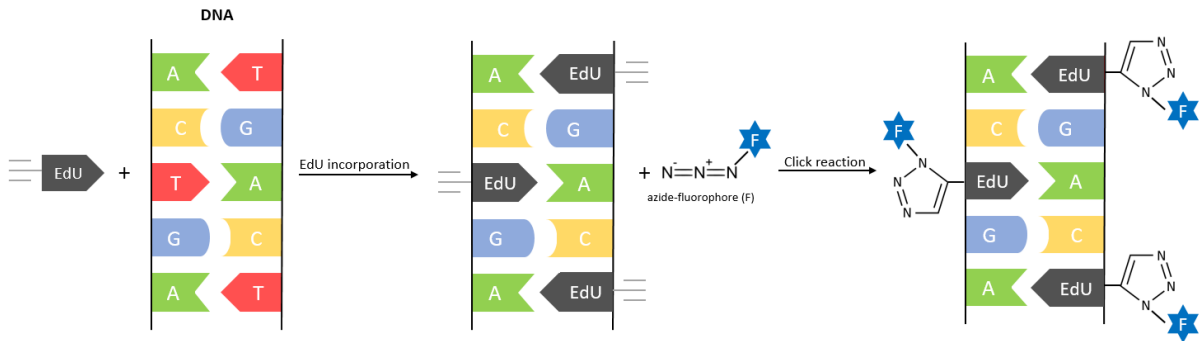 DNA
EdU
+
A T
C G
T A
G C
A T
EdU incorporation
A EdU
C G
EdU A
G C
A EdU
+
F
N⁻=N⁺=N
azide-fluorophore (F)
Click reaction
F
N
N
N
A EdU
C G
EdU A
G C
A EdU
N
N
N
F
N
N
N
F